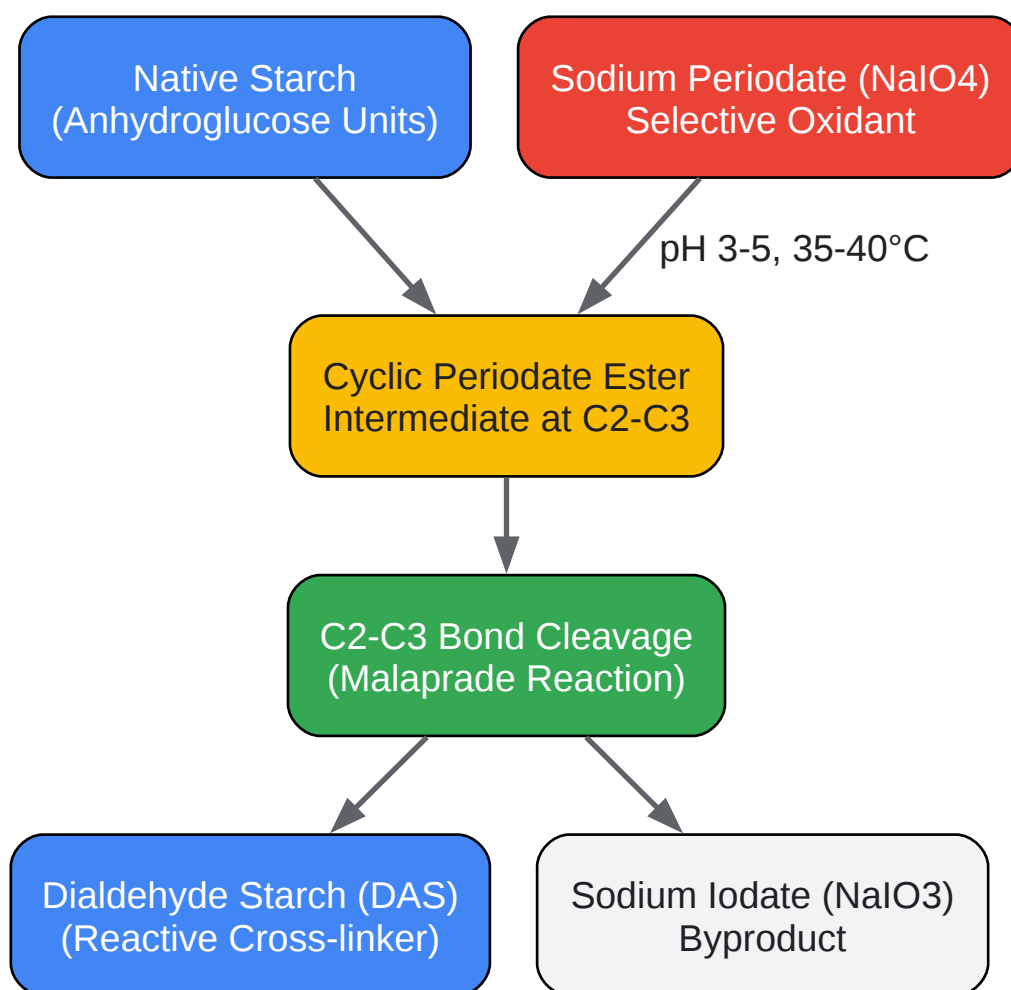 Native Starch
(Anhydroglucose Units)
Sodium Periodate (NaIO4)
Selective Oxidant
pH 3-5, 35-40°C
Cyclic Periodate Ester
Intermediate at C2-C3
C2-C3 Bond Cleavage
(Malaprade Reaction)
Dialdehyde Starch (DAS)
(Reactive Cross-linker)
Sodium Iodate (NaIO3)
Byproduct